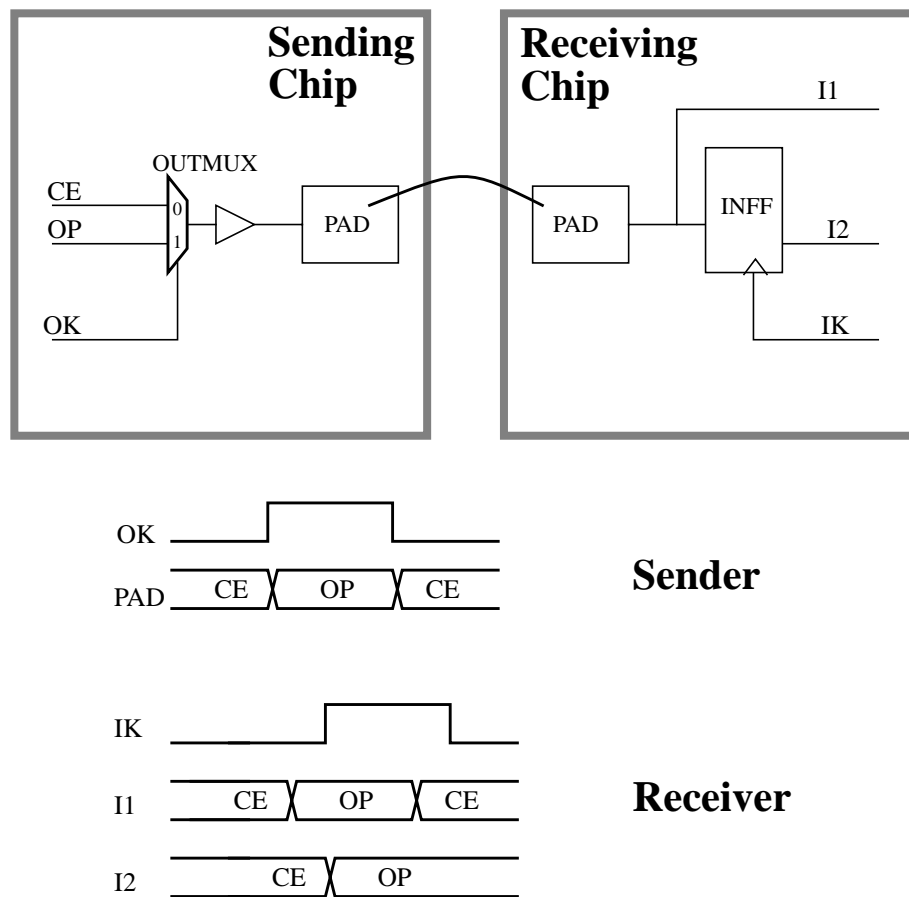 Sending
Chip
Receiving
Chip
I1
OUTMUX
CE
0
PAD
PAD
INFF
OP
1
I2
OK
IK
OK
CE OP CE
PAD
Sender
IK
I1
CE OP CE
Receiver
I2
CE OP